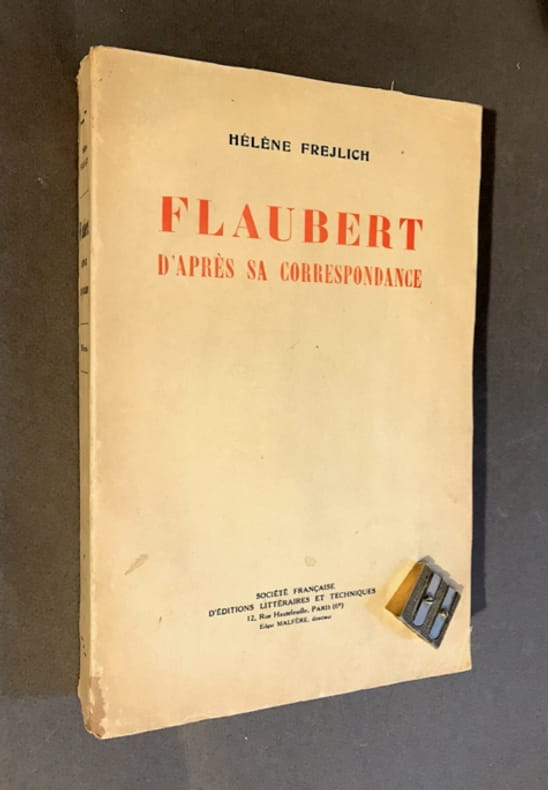 HÉLÈNE FREJLICH
FLAUBERT
D'APRÈS SA CORRESPONDANCE
SOCIÉTÉ FRANÇAISE
D'ÉDITIONS LITTÉRAIRES ET TECHNIQUES
12, Rue Hautefeuille, PARIS (6e)
Edgar MALFÈRE, directeur